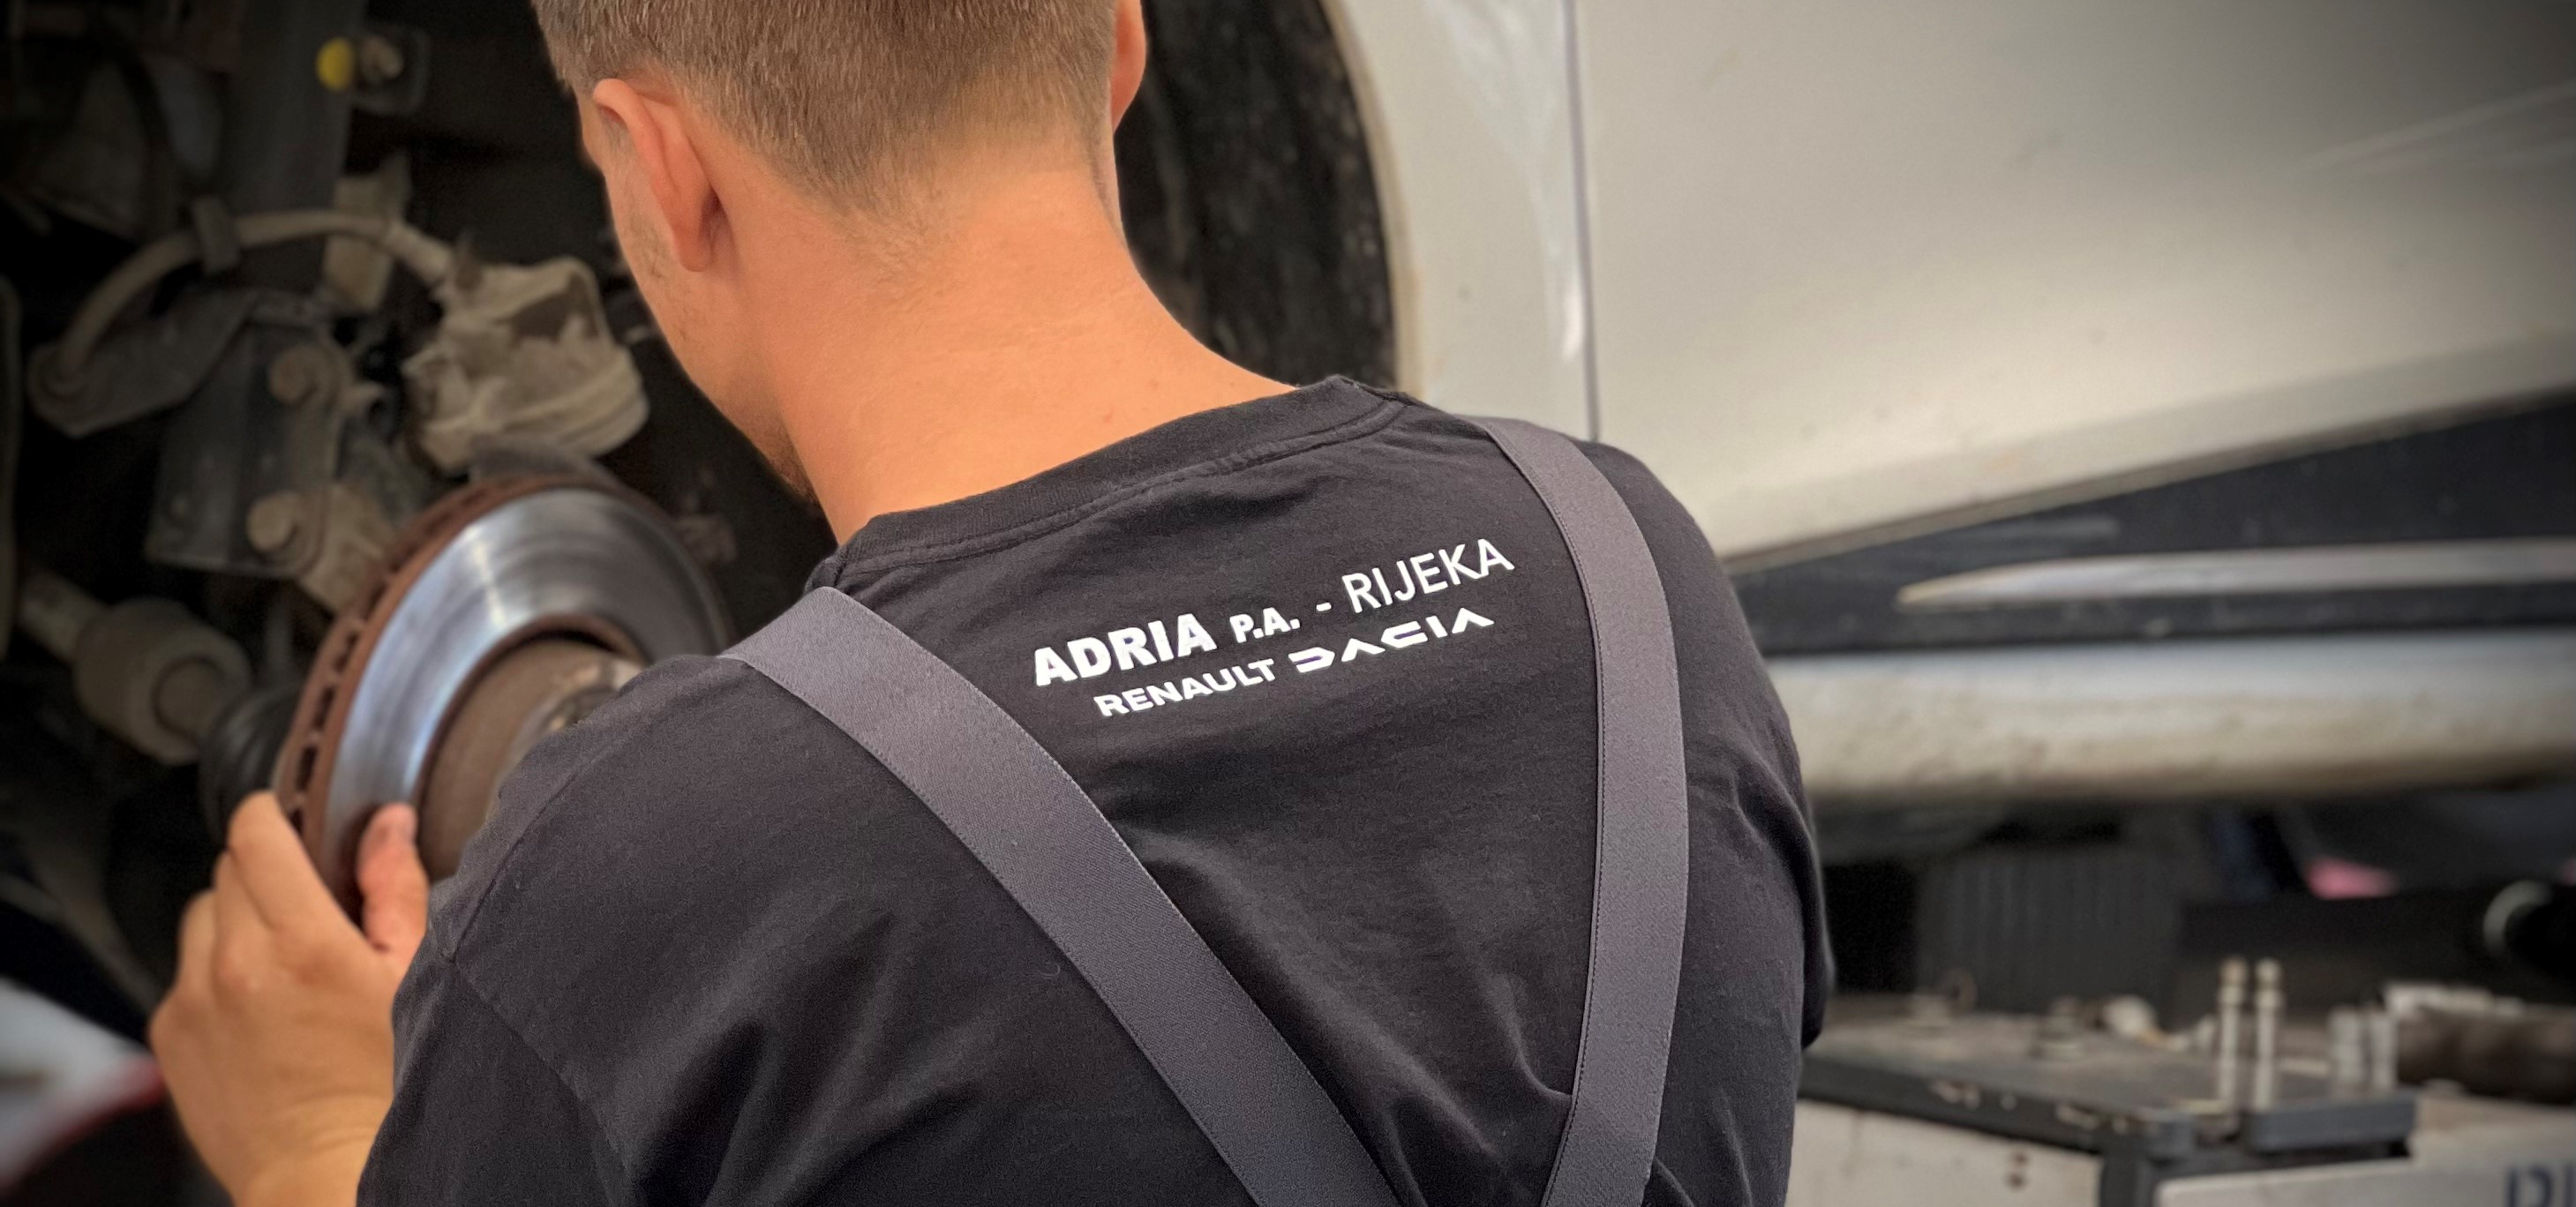 ADRIA P.A. - RIJEKA
RENAULT DACIA